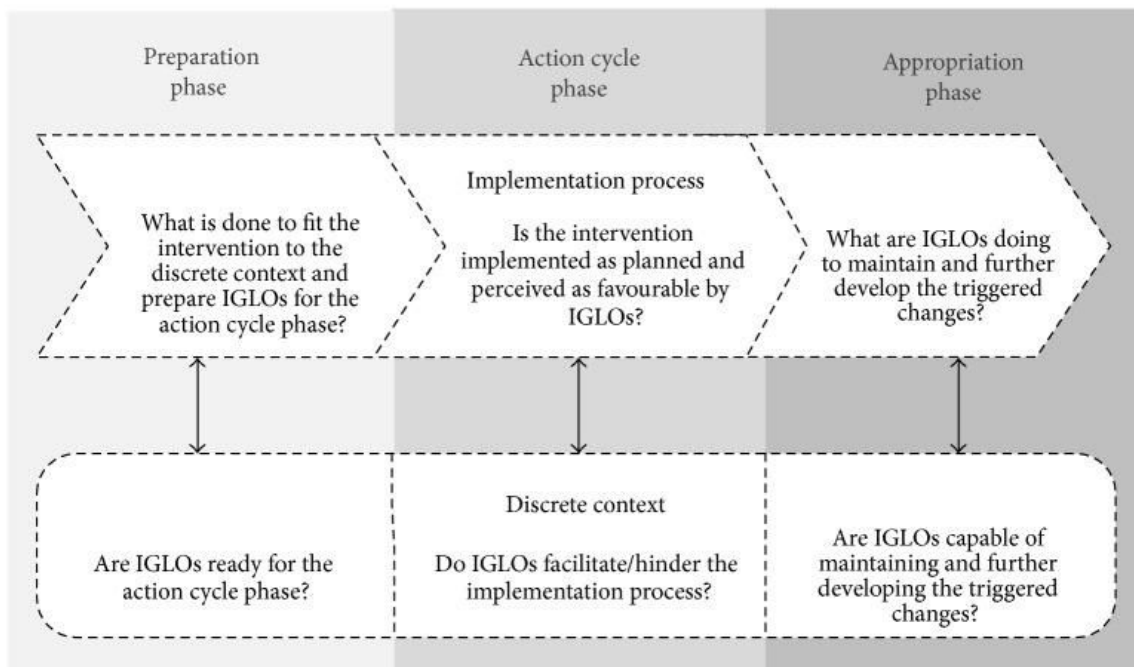 Preparation
phase
Action cycle
phase
Appropriation
phase
Implementation process
What is done to fit the
intervention to the
discrete context and
prepare IGLOs for the
action cycle phase?
Is the intervention
implemented as planned and
perceived as favourable by
IGLOs?
What are IGLOs doing
to maintain and further
develop the triggered
changes?
Discrete context
Are IGLOs ready for the
action cycle phase?
Do IGLOs facilitate/hinder the
implementation process?
Are IGLOs capable of
maintaining and further
developing the triggered
changes?